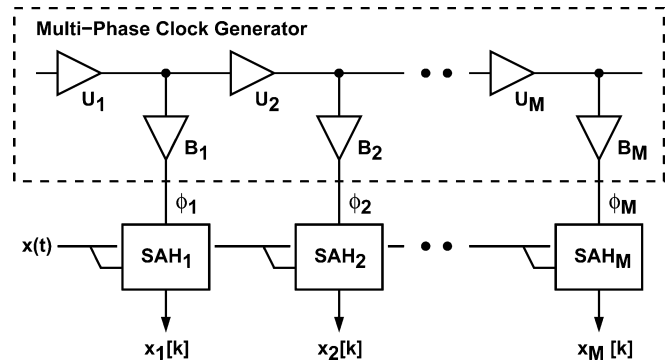 Multi−Phase Clock Generator
U1 U2 UM
B1 B2 BM
ϕ1 ϕ2 ϕM
x(t) SAH1 SAH2 SAHM
x1[k] x2[k] xM [k]